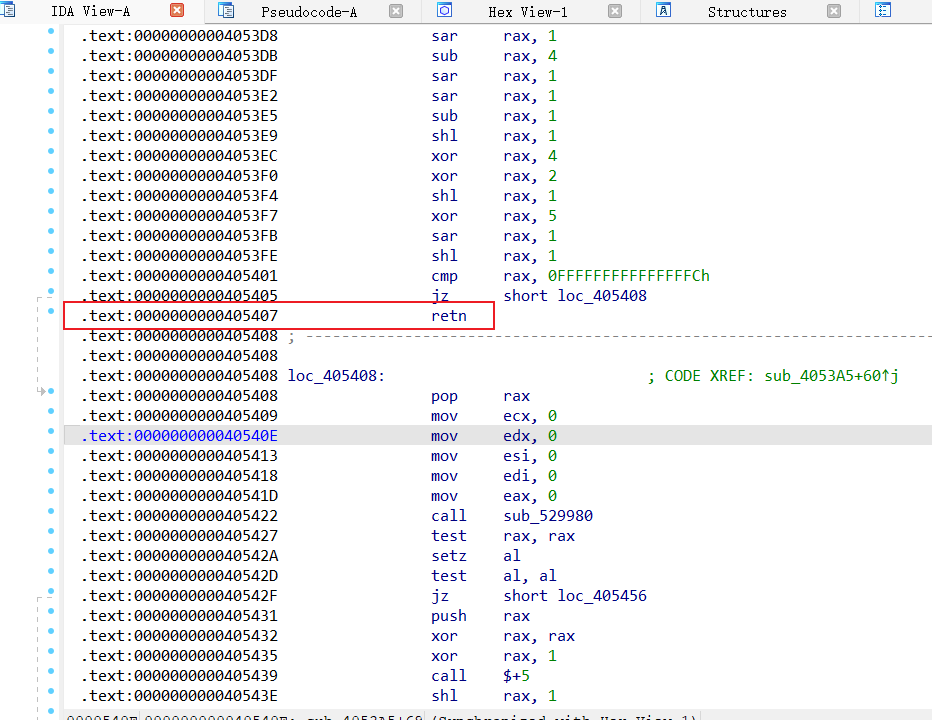 IDA View-A Pseudocode-A Hex View-1 Structures
.text:00000000004053D8 sar rax, 1
.text:00000000004053DB sub rax, 4
.text:00000000004053DF sar rax, 1
.text:00000000004053E2 sar rax, 1
.text:00000000004053E5 sub rax, 1
.text:00000000004053E9 shl rax, 1
.text:00000000004053EC xor rax, 4
.text:00000000004053F0 xor rax, 2
.text:00000000004053F4 shl rax, 1
.text:00000000004053F7 xor rax, 5
.text:00000000004053FB sar rax, 1
.text:00000000004053FE shl rax, 1
.text:0000000000405401 cmp rax, 0FFFFFFFFFFFFFFFCh
.text:0000000000405405 jz short loc_405408
.text:0000000000405407 retn
.text:0000000000405408 ; ---------------------------------------------------------------------------
.text:0000000000405408
.text:0000000000405408 loc_405408: ; CODE XREF: sub_4053A5+60↑j
.text:0000000000405408 pop rax
.text:0000000000405409 mov ecx, 0
.text:000000000040540E mov edx, 0
.text:0000000000405413 mov esi, 0
.text:0000000000405418 mov edi, 0
.text:000000000040541D mov eax, 0
.text:0000000000405422 call sub_529980
.text:0000000000405427 test rax, rax
.text:000000000040542A setz al
.text:000000000040542D test al, al
.text:000000000040542F jz short loc_405456
.text:0000000000405431 push rax
.text:0000000000405432 xor rax, rax
.text:0000000000405435 xor rax, 1
.text:0000000000405439 call $+5
.text:000000000040543E shl rax, 1